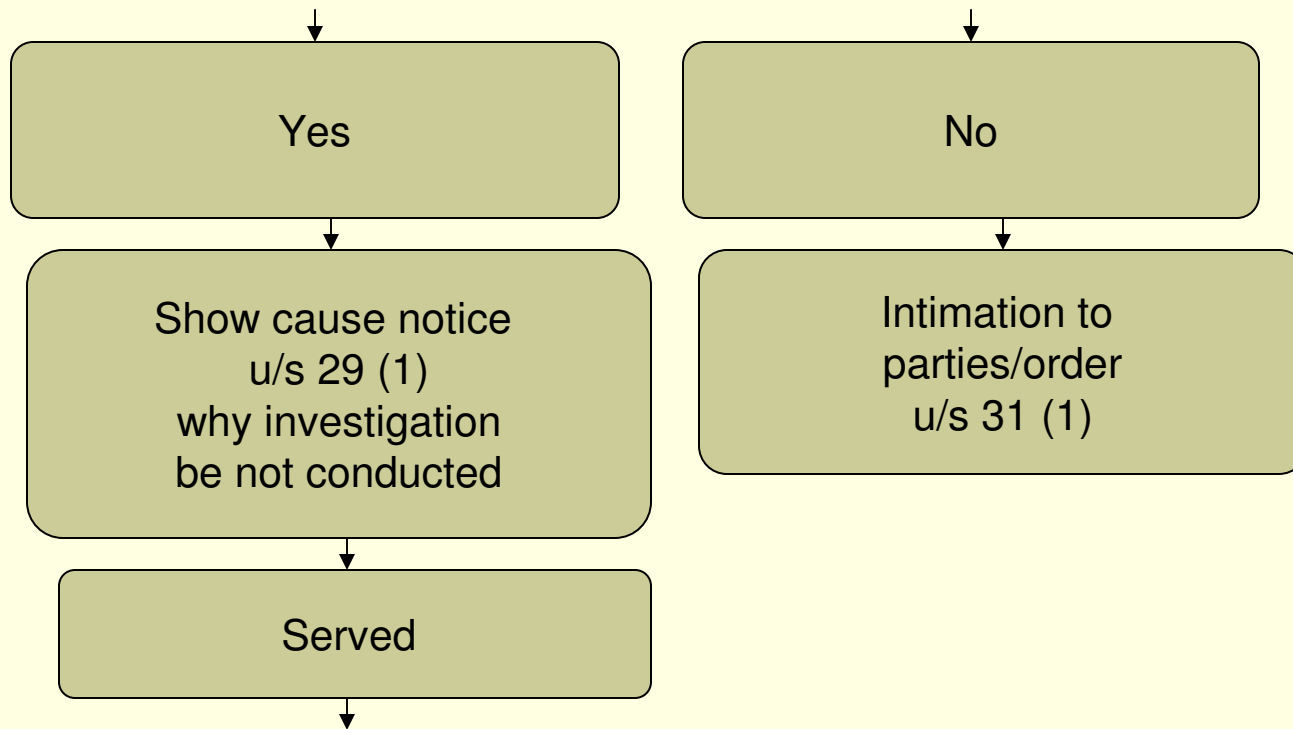 Yes
No
Show cause notice
u/s 29 (1)
why investigation
be not conducted
Intimation to
parties/order
u/s 31 (1)
Served